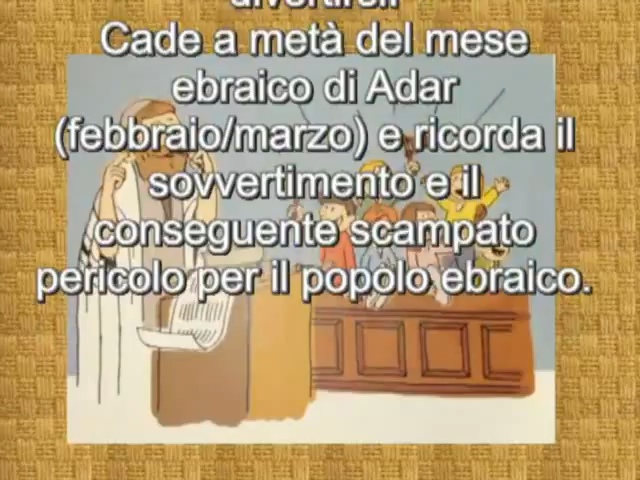 divertirsi.
Cade a metà del mese
ebraico di Adar
(febbraio/marzo) e ricorda il
sovvertimento e il
conseguente scampato
pericolo per il popolo ebraico.